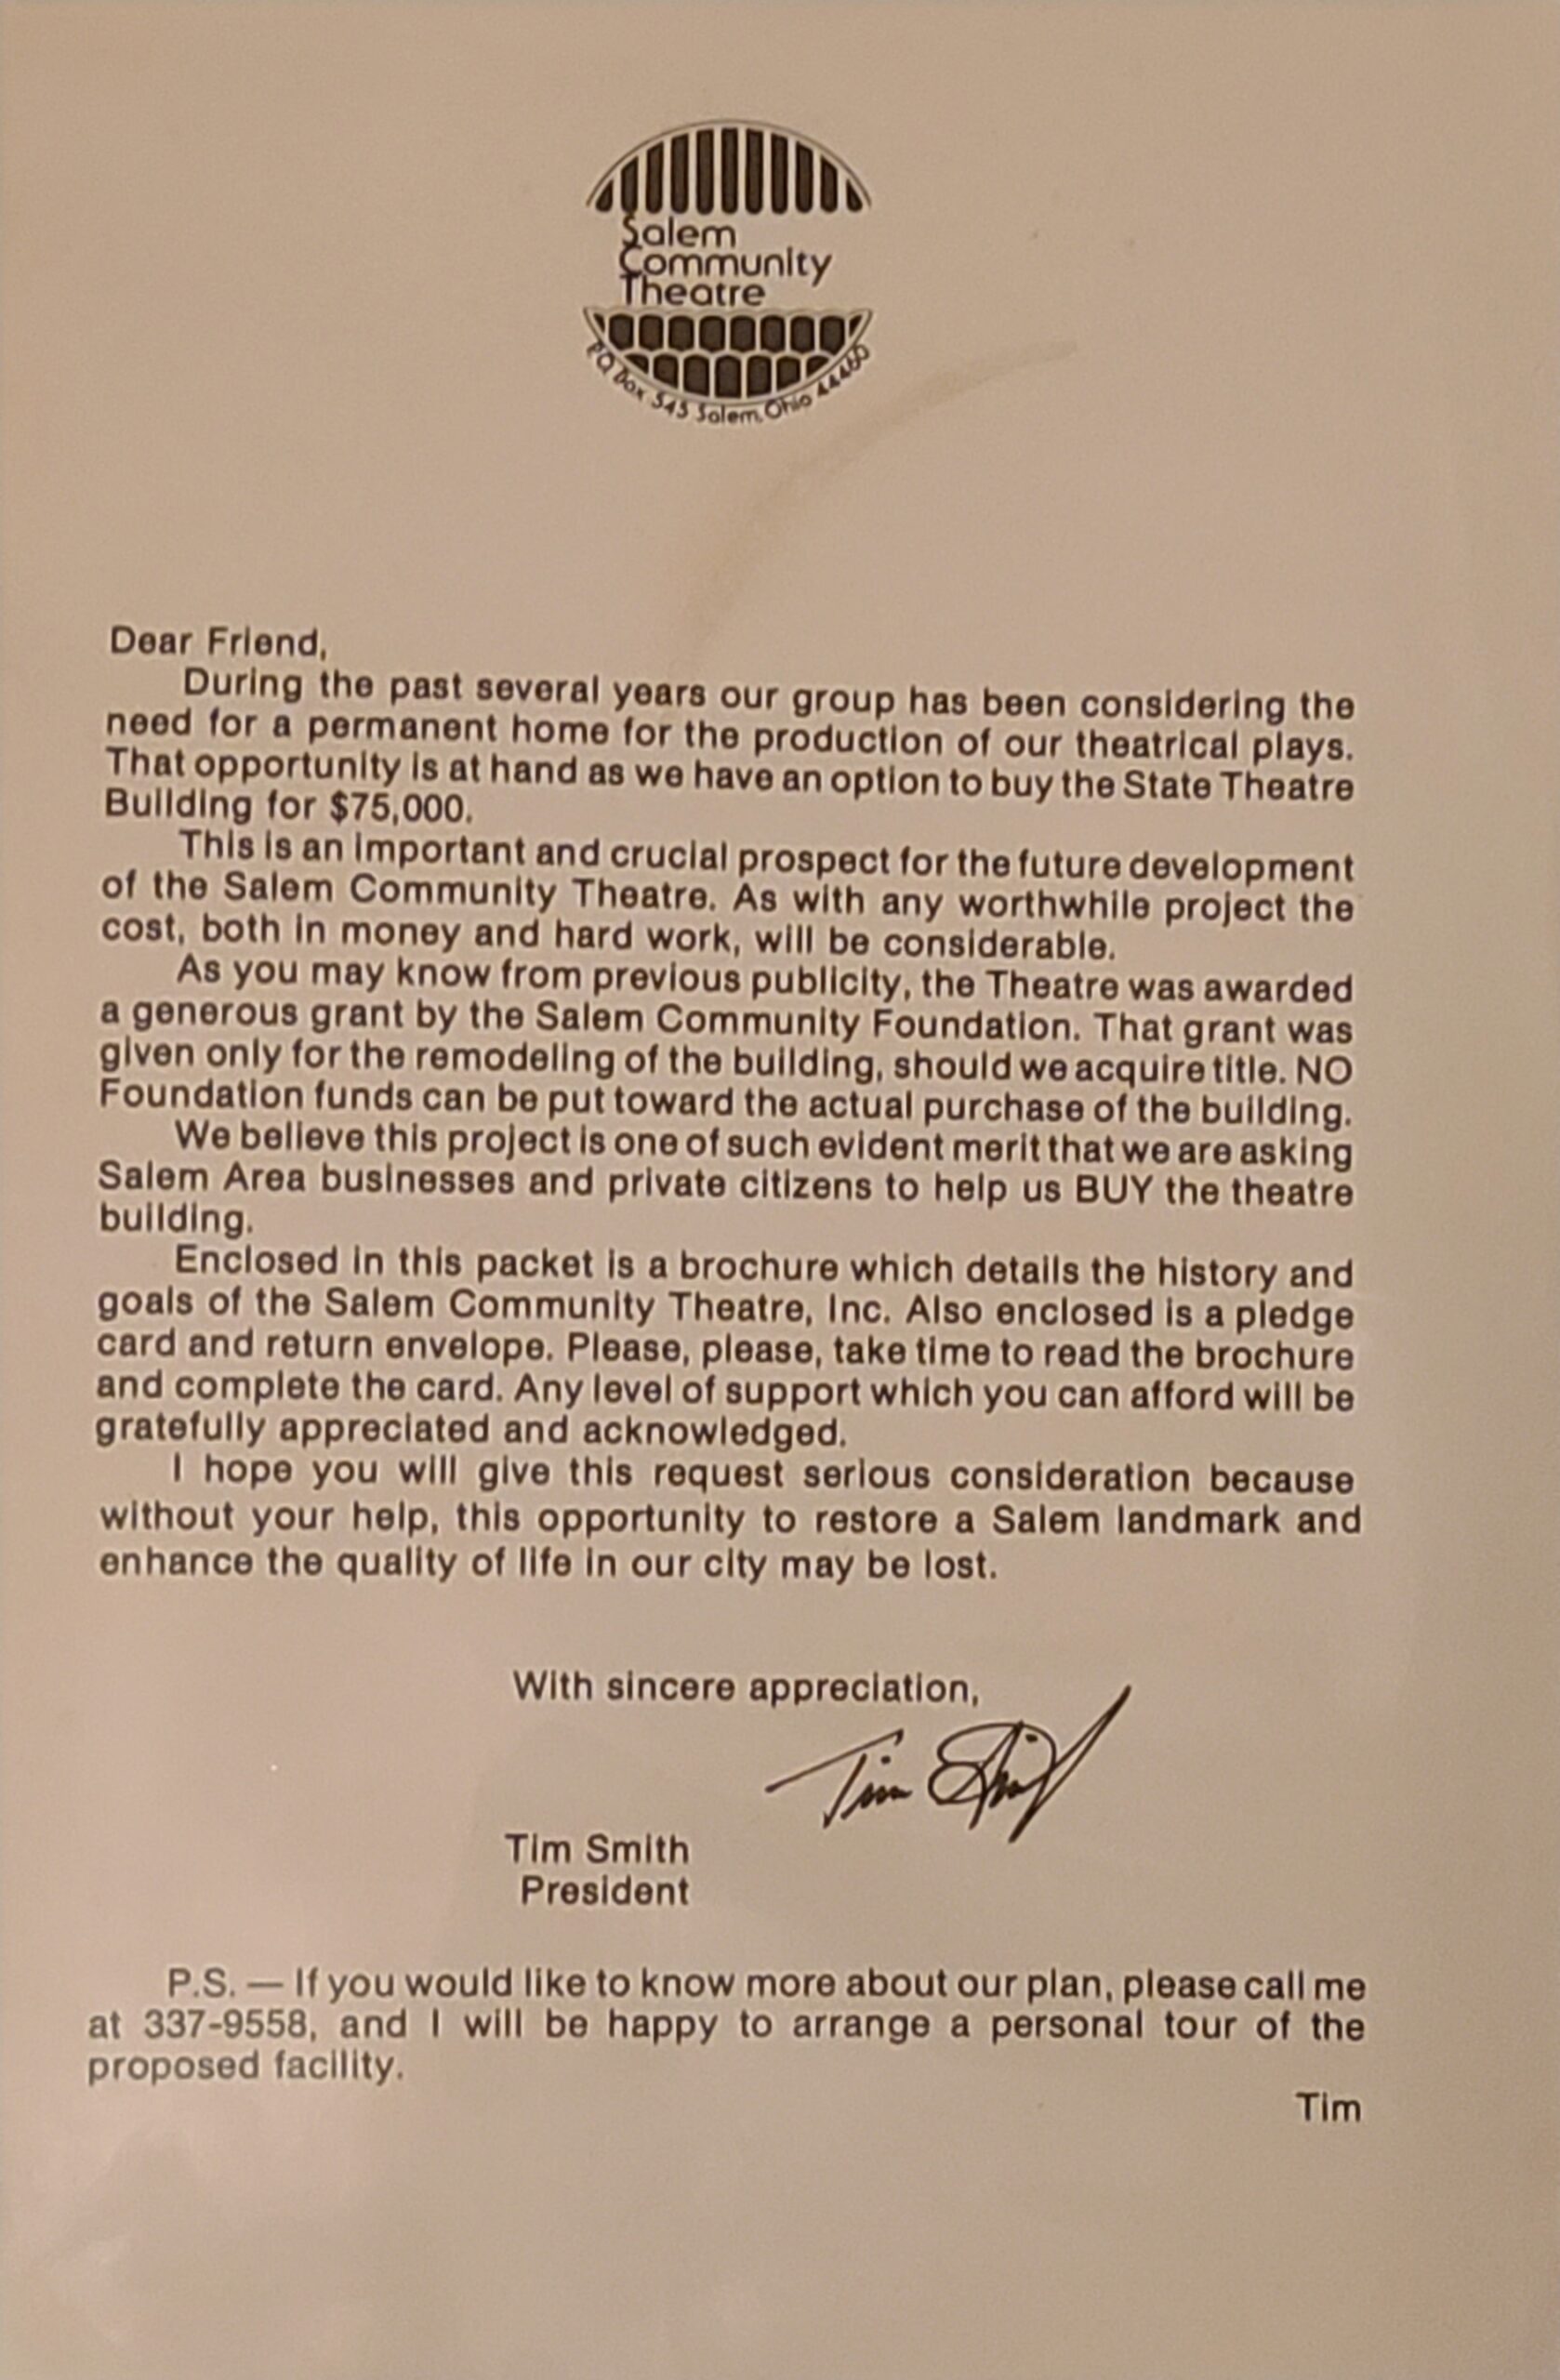 Salem
Community
Theatre
P.O. Box 545 Salem, Ohio 44460
Dear Friend,
During the past several years our group has been considering the
need for a permanent home for the production of our theatrical plays.
That opportunity is at hand as we have an option to buy the State Theatre
Building for $75,000.
This is an important and crucial prospect for the future development
of the Salem Community Theatre. As with any worthwhile project the
cost, both in money and hard work, will be considerable.
As you may know from previous publicity, the Theatre was awarded
a generous grant by the Salem Community Foundation. That grant was
given only for the remodeling of the building, should we acquire title. NO
Foundation funds can be put toward the actual purchase of the building.
We believe this project is one of such evident merit that we are asking
Salem Area businesses and private citizens to help us BUY the theatre
building.
Enclosed in this packet is a brochure which details the history and
goals of the Salem Community Theatre, Inc. Also enclosed is a pledge
card and return envelope. Please, please, take time to read the brochure
and complete the card. Any level of support which you can afford will be
gratefully appreciated and acknowledged.
I hope you will give this request serious consideration because
without your help, this opportunity to restore a Salem landmark and
enhance the quality of life in our city may be lost.
With sincere appreciation,
Tim Smith
Tim Smith
President
P.S. — If you would like to know more about our plan, please call me
at 337-9558, and I will be happy to arrange a personal tour of the
proposed facility.
Tim